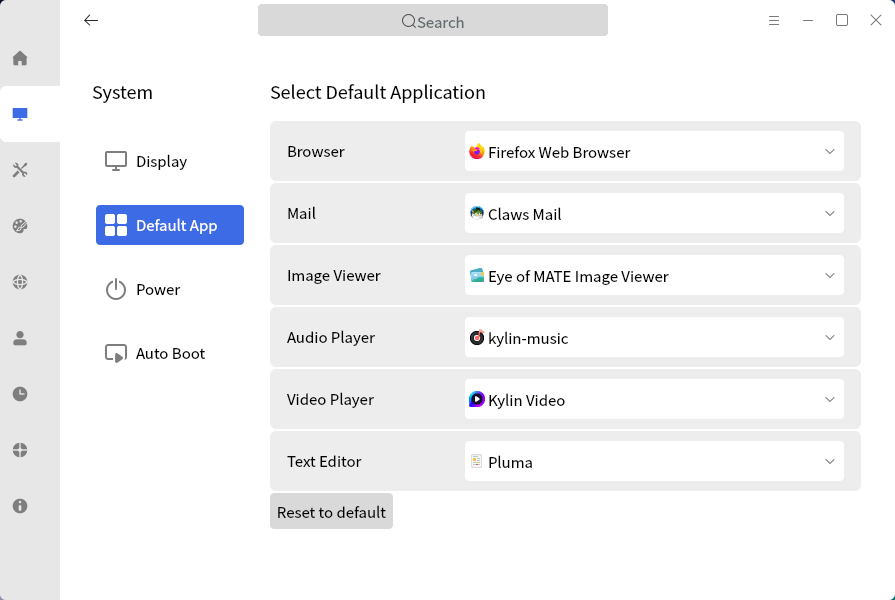 Search
System
Display
Default App
Power
Auto Boot
Select Default Application
Browser
Firefox Web Browser
Mail
Claws Mail
Image Viewer
Eye of MATE Image Viewer
Audio Player
kylin-music
Video Player
Kylin Video
Text Editor
Pluma
Reset to default